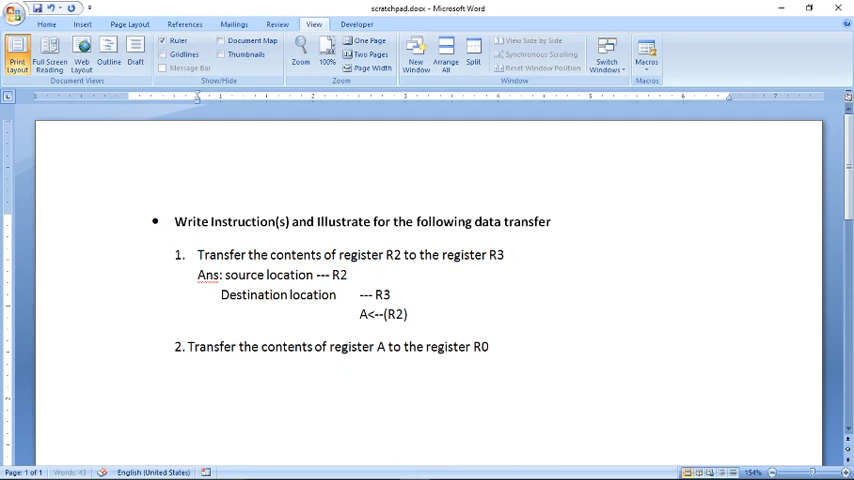 scratchpad.docx - Microsoft Word
Home Insert Page Layout References Mailings Review View Developer
Print Layout
Full Screen Reading
Web Layout
Outline
Draft
Document Views
Ruler
Gridlines
Message Bar
Document Map
Thumbnails
Show/Hide
Zoom
100%
One Page
Two Pages
Page Width
Zoom
New Window
Arrange All
Split
View Side by Side
Synchronous Scrolling
Reset Window Position
Window
Switch Windows
Macros
Macros
• Write Instruction(s) and Illustrate for the following data transfer
1. Transfer the contents of register R2 to the register R3
Ans: source location --- R2
Destination location --- R3
A<--(R2)
2. Transfer the contents of register A to the register R0
Page: 1 of 1 Words: 43 English (United States) 154%